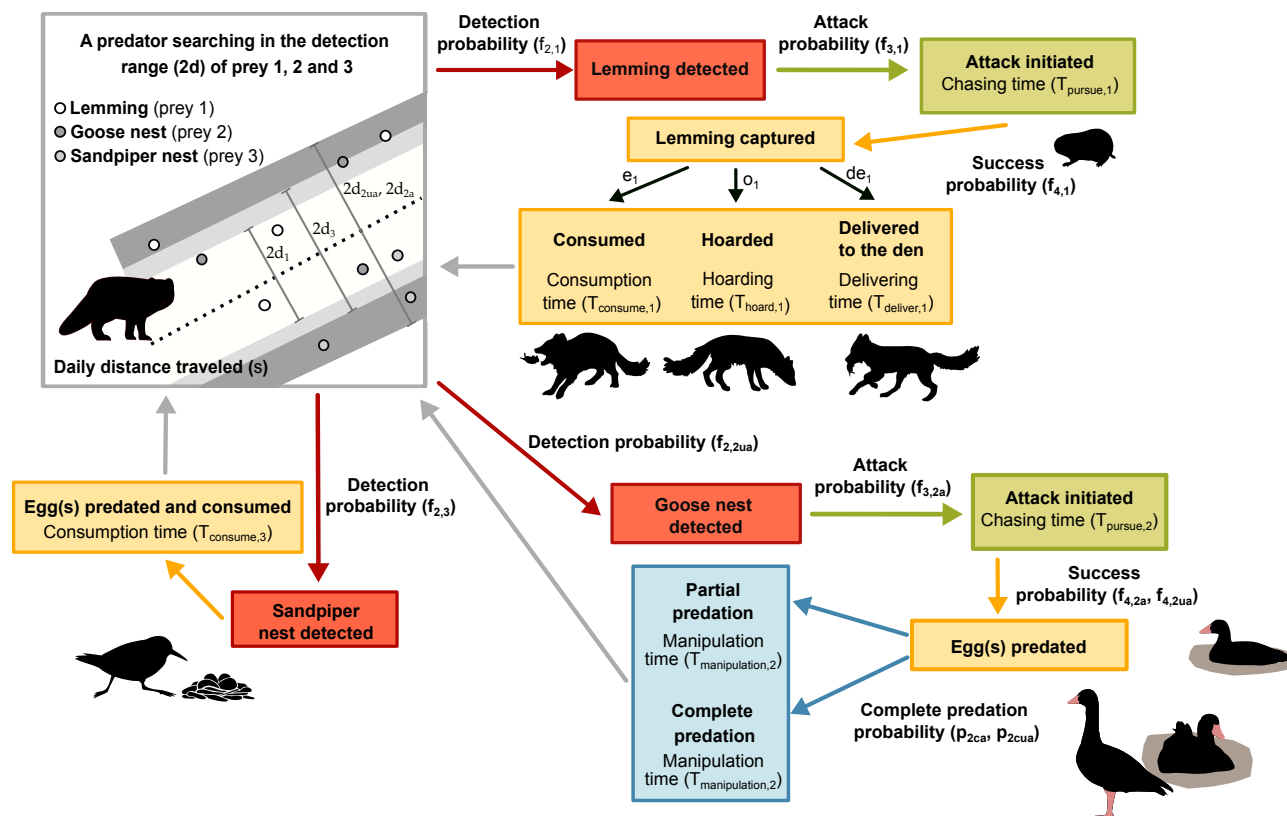 A predator searching in the detection
range (2d) of prey 1, 2 and 3
Lemming (prey 1)
Goose nest (prey 2)
Sandpiper nest (prey 3)
2d₁
2d₃
2d₂ᵤₐ, 2d₂ₐ
Daily distance traveled (s)
Detection
probability (f₂,₁)
Lemming detected
Attack
probability (f₃,₁)
Attack initiated
Chasing time (Tpursue,1)
Success
probability (f₄,₁)
Lemming captured
e₁
o₁
de₁
Consumed
Consumption
time (Tconsume,1)
Hoarded
Hoarding
time (Thoard,1)
Delivered
to the den
Delivering
time (Tdeliver,1)
Detection probability (f2,2ua)
Goose nest
detected
Attack
probability (f3,2a)
Attack initiated
Chasing time (Tpursue,2)
Success
probability (f4,2a, f4,2ua)
Egg(s) predated
Complete predation
probability (p2ca, p2cua)
Partial
predation
Manipulation
time (Tmanipulation,2)
Complete
predation
Manipulation
time (Tmanipulation,2)
Detection
probability (f2,3)
Sandpiper
nest detected
Egg(s) predated and consumed
Consumption time (Tconsume,3)